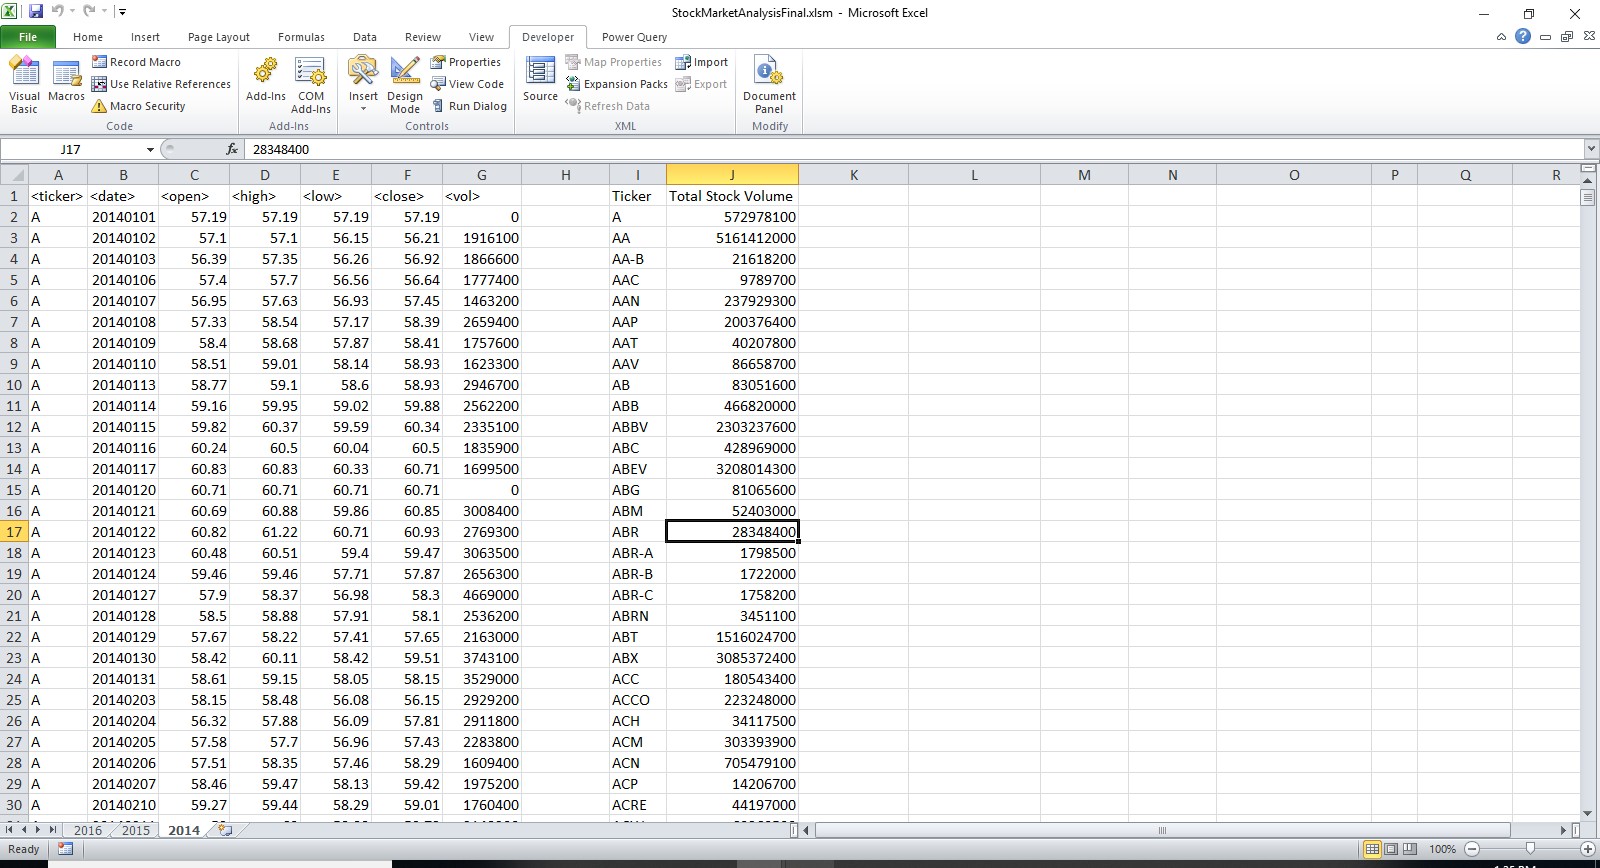 StockMarketAnalysisFinal.xlsm - Microsoft Excel
File Home Insert Page Layout Formulas Data Review View Developer Power Query
Visual Basic
Macros
Record Macro
Use Relative References
Macro Security
Code
Add-Ins
COM Add-Ins
Add-Ins
Insert
Design Mode
Properties
View Code
Run Dialog
Controls
Source
Map Properties
Expansion Packs
Refresh Data
Import
Export
XML
Document Panel
Modify
J17 fx 28348400
A B C D E F G H I J K L M N O P Q R
1 <ticker> <date> <open> <high> <low> <close> <vol> Ticker Total Stock Volume
2 A 20140101 57.19 57.19 57.19 57.19 0 A 572978100
3 A 20140102 57.1 57.1 56.15 56.21 1916100 AA 5161412000
4 A 20140103 56.39 57.35 56.26 56.92 1866600 AA-B 21618200
5 A 20140106 57.4 57.7 56.56 56.64 1777400 AAC 9789700
6 A 20140107 56.95 57.63 56.93 57.45 1463200 AAN 237929300
7 A 20140108 57.33 58.54 57.17 58.39 2659400 AAP 200376400
8 A 20140109 58.4 58.68 57.87 58.41 1757600 AAT 40207800
9 A 20140110 58.51 59.01 58.14 58.93 1623300 AAV 86658700
10 A 20140113 58.77 59.1 58.6 58.93 2946700 AB 83051600
11 A 20140114 59.16 59.95 59.02 59.88 2562200 ABB 466820000
12 A 20140115 59.82 60.37 59.59 60.34 2335100 ABBV 2303237600
13 A 20140116 60.24 60.5 60.04 60.5 1835900 ABC 428969000
14 A 20140117 60.83 60.83 60.33 60.71 1699500 ABEV 3208014300
15 A 20140120 60.71 60.71 60.71 60.71 0 ABG 81065600
16 A 20140121 60.69 60.88 59.86 60.85 3008400 ABM 52403000
17 A 20140122 60.82 61.22 60.71 60.93 2769300 ABR 28348400
18 A 20140123 60.48 60.51 59.4 59.47 3063500 ABR-A 1798500
19 A 20140124 59.46 59.46 57.71 57.87 2656300 ABR-B 1722000
20 A 20140127 57.9 58.37 56.98 58.3 4669000 ABR-C 1758200
21 A 20140128 58.5 58.88 57.91 58.1 2536200 ABRN 3451100
22 A 20140129 57.67 58.22 57.41 57.65 2163000 ABT 1516024700
23 A 20140130 58.42 60.11 58.42 59.51 3743100 ABX 3085372400
24 A 20140131 58.61 59.15 58.05 58.15 3529000 ACC 180543400
25 A 20140203 58.15 58.48 56.08 56.15 2929200 ACCO 223248000
26 A 20140204 56.32 57.88 56.09 57.81 2911800 ACH 34117500
27 A 20140205 57.58 57.7 56.96 57.43 2283800 ACM 303393900
28 A 20140206 57.51 58.35 57.46 58.29 1609400 ACN 705479100
29 A 20140207 58.46 59.47 58.13 59.42 1975200 ACP 14206700
30 A 20140210 59.27 59.44 58.29 59.01 1760400 ACRE 44197000
2016 2015 2014
Ready 100%